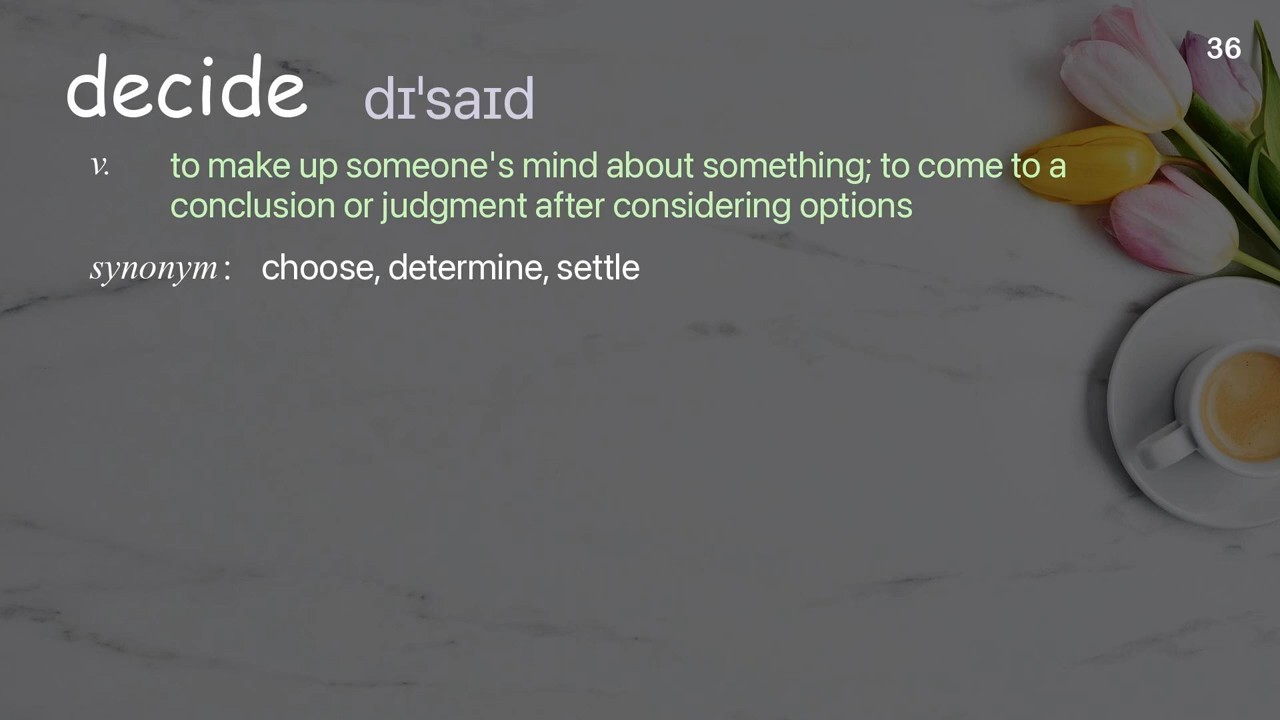 36
decide dɪˈsaɪd
v. to make up someone's mind about something; to come to a
conclusion or judgment after considering options
synonym: choose, determine, settle